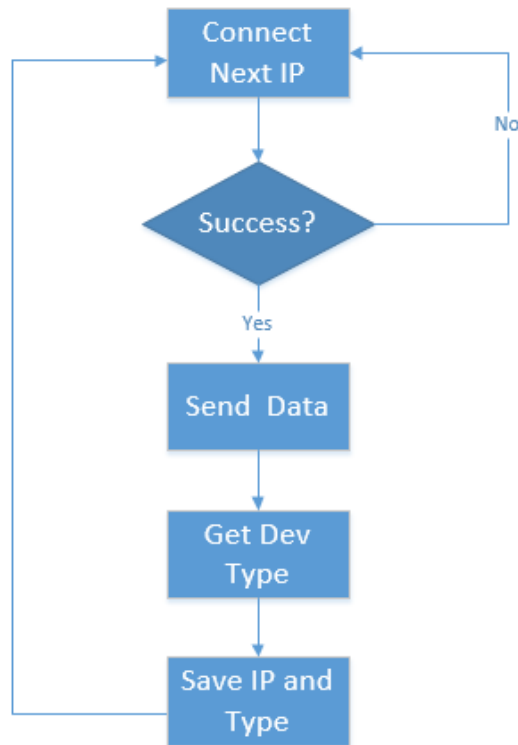 Connect
Next IP
No
Success?
Yes
Send Data
Get Dev
Type
Save IP and
Type